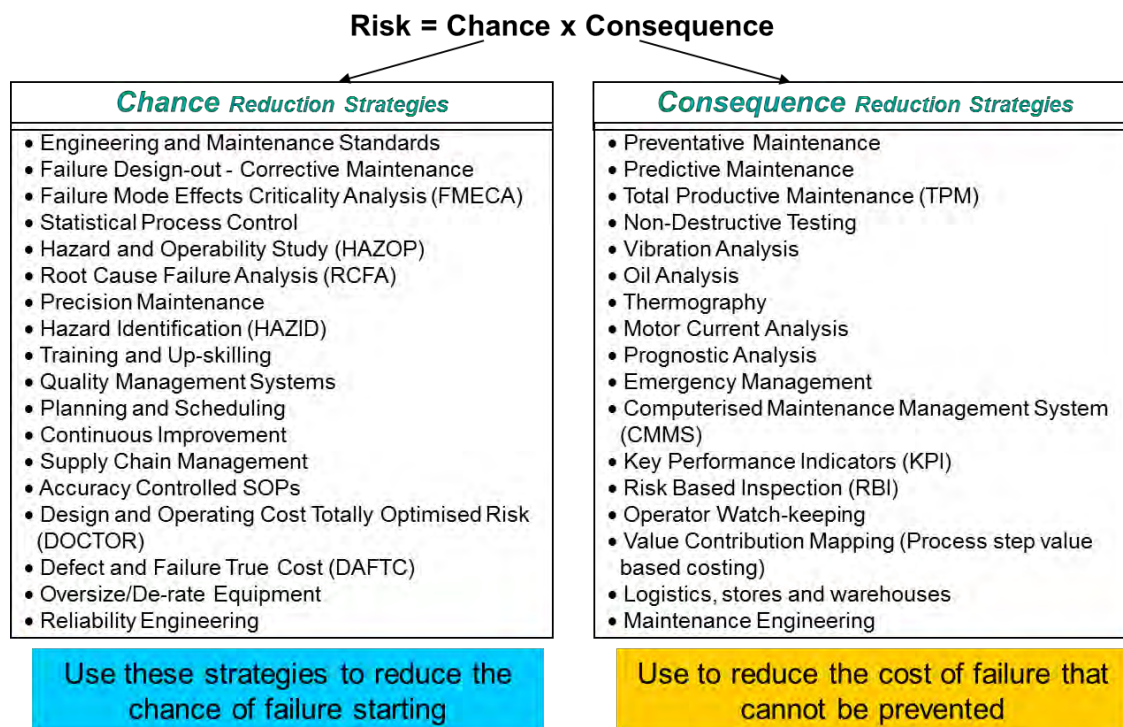 Risk = Chance x Consequence
Chance Reduction Strategies
• Engineering and Maintenance Standards
• Failure Design-out - Corrective Maintenance
• Failure Mode Effects Criticality Analysis (FMECA)
• Statistical Process Control
• Hazard and Operability Study (HAZOP)
• Root Cause Failure Analysis (RCFA)
• Precision Maintenance
• Hazard Identification (HAZID)
• Training and Up-skilling
• Quality Management Systems
• Planning and Scheduling
• Continuous Improvement
• Supply Chain Management
• Accuracy Controlled SOPs
• Design and Operating Cost Totally Optimised Risk
(DOCTOR)
• Defect and Failure True Cost (DAFTC)
• Oversize/De-rate Equipment
• Reliability Engineering
Use these strategies to reduce the
chance of failure starting
Consequence Reduction Strategies
• Preventative Maintenance
• Predictive Maintenance
• Total Productive Maintenance (TPM)
• Non-Destructive Testing
• Vibration Analysis
• Oil Analysis
• Thermography
• Motor Current Analysis
• Prognostic Analysis
• Emergency Management
• Computerised Maintenance Management System
(CMMS)
• Key Performance Indicators (KPI)
• Risk Based Inspection (RBI)
• Operator Watch-keeping
• Value Contribution Mapping (Process step value
based costing)
• Logistics, stores and warehouses
• Maintenance Engineering
Use to reduce the cost of failure that
cannot be prevented